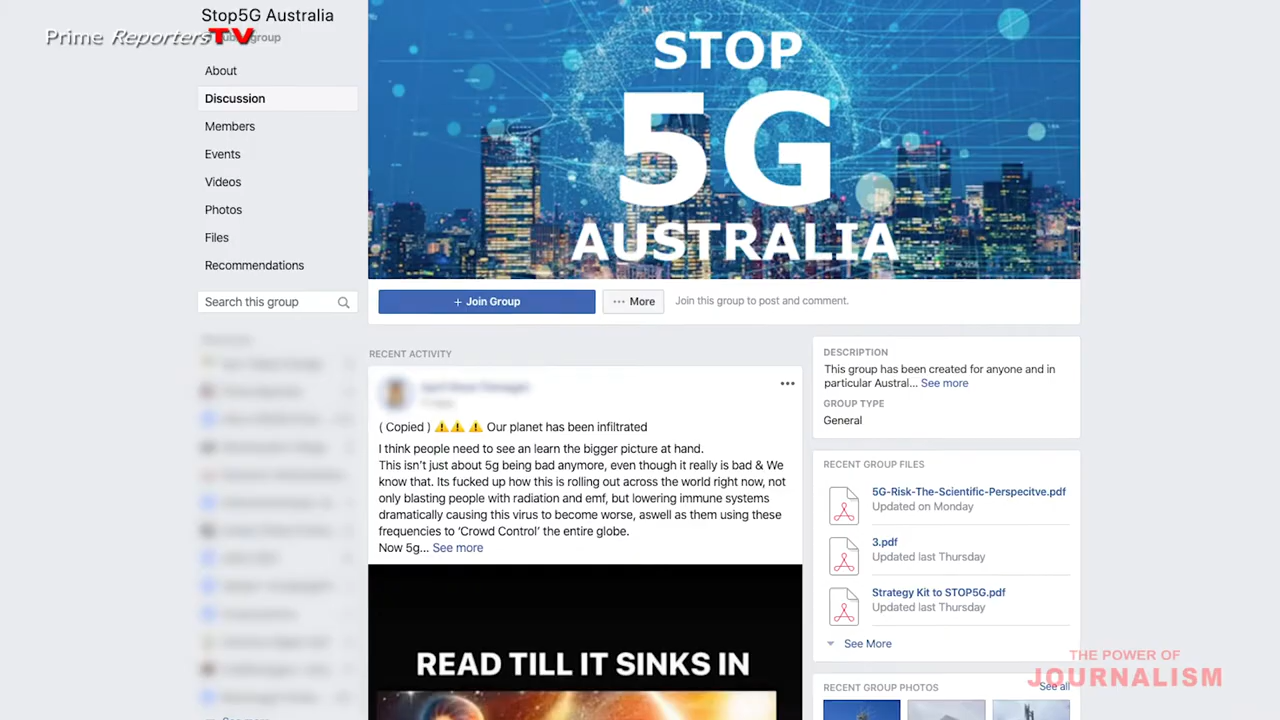 Stop5G Australia
Prime ReportersTV
group
About
Discussion
Members
Events
Videos
Photos
Files
Recommendations
Search this group
STOP
5G
AUSTRALIA
+ Join Group
··· More
Join this group to post and comment.
RECENT ACTIVITY
( Copied ) ⚠️⚠️ ⚠️ Our planet has been infiltrated
I think people need to see an learn the bigger picture at hand.
This isn't just about 5g being bad anymore, even though it really is bad & We
know that. Its fucked up how this is rolling out across the world right now, not
only blasting people with radiation and emf, but lowering immune systems
dramatically causing this virus to become worse, aswell as them using these
frequencies to 'Crowd Control' the entire globe.
Now 5g... See more
READ TILL IT SINKS IN
DESCRIPTION
This group has been created for anyone and in
particular Austral... See more
GROUP TYPE
General
RECENT GROUP FILES
5G-Risk-The-Scientific-Perspecitve.pdf
Updated on Monday
3.pdf
Updated last Thursday
Strategy Kit to STOP5G.pdf
Updated last Thursday
See More
RECENT GROUP PHOTOS
See all
THE POWER OF
JOURNALISM